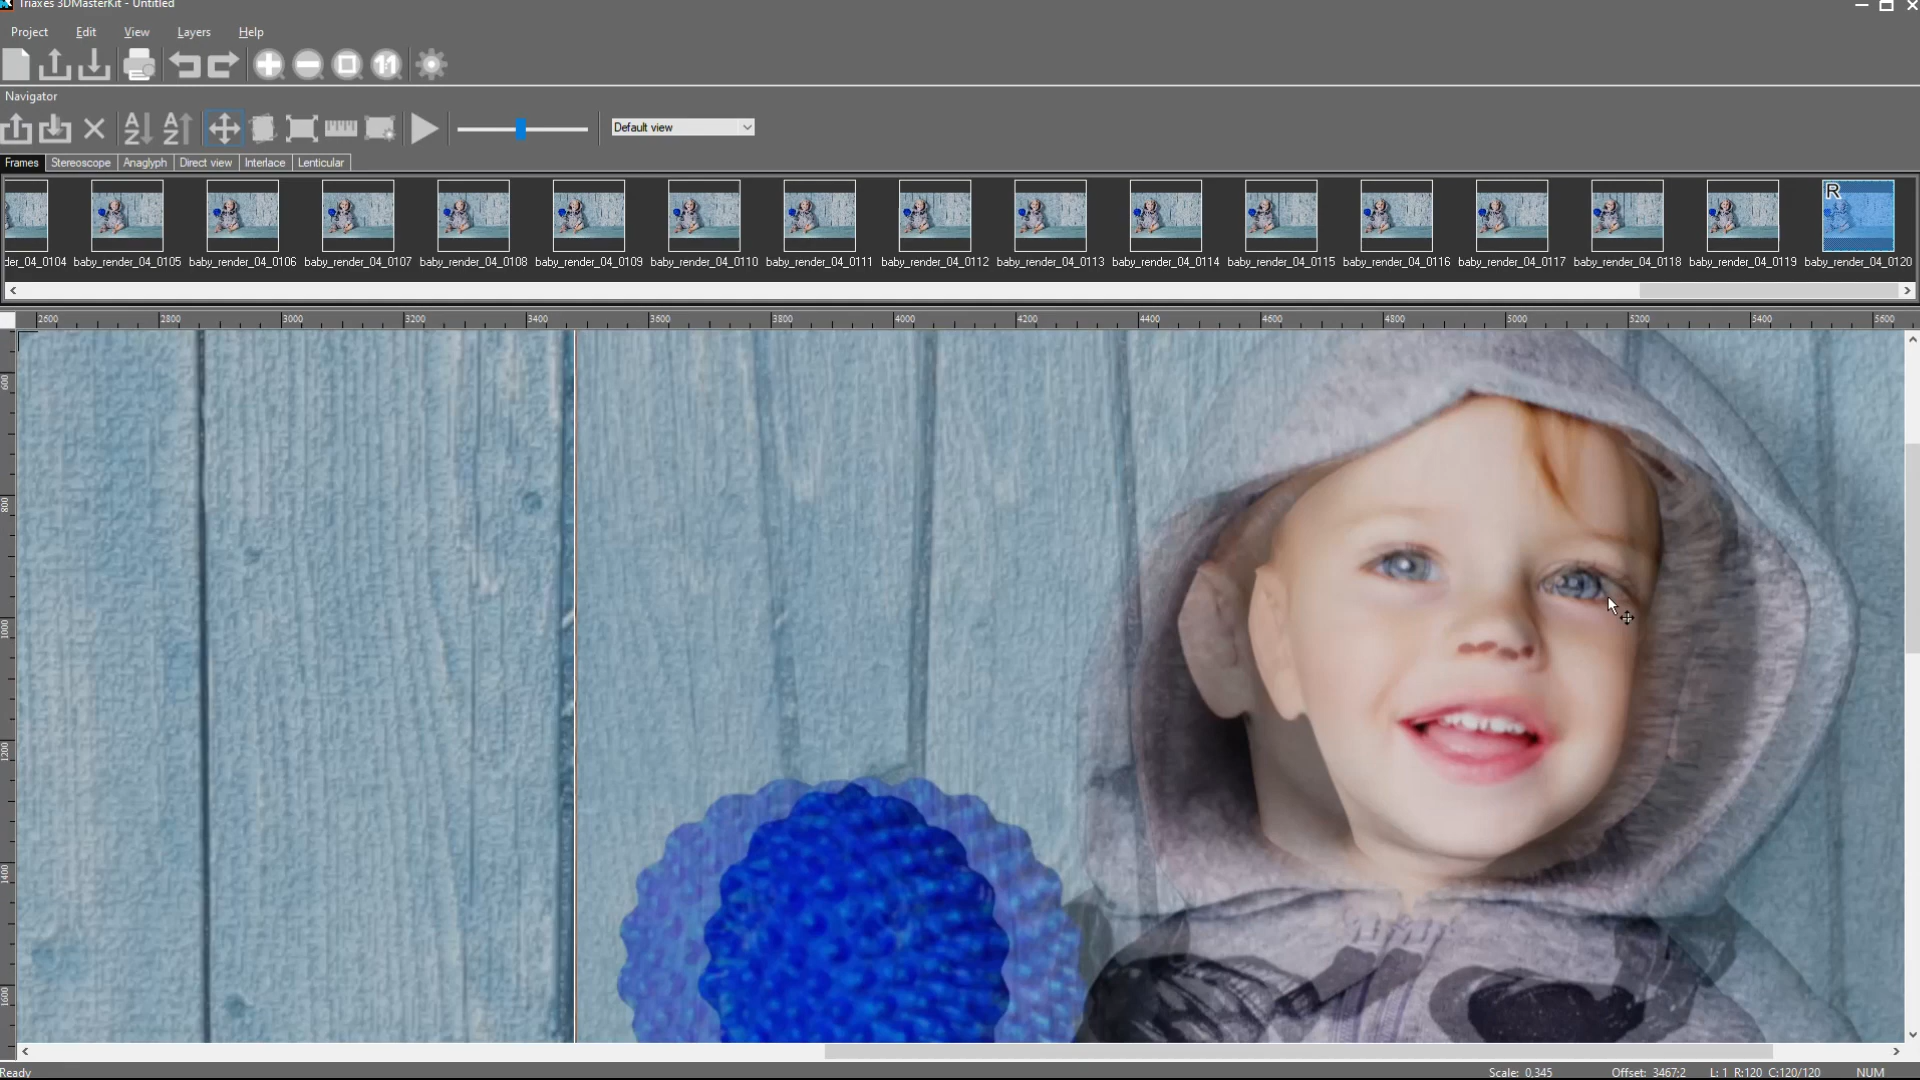 Triaxes 3DMasterKit - Untitled
Project Edit View Layers Help
Navigator
Default view
Frames Stereoscope Anaglyph Direct view Interlace Lenticular
R
der_04_0104 baby_render_04_0105 baby_render_04_0106 baby_render_04_0107 baby_render_04_0108 baby_render_04_0109 baby_render_04_0110 baby_render_04_0111 baby_render_04_0112 baby_render_04_0113 baby_render_04_0114 baby_render_04_0115 baby_render_04_0116 baby_render_04_0117 baby_render_04_0118 baby_render_04_0119 baby_render_04_0120
2600 2800 3000 3200 3400 3600 3800 4000 4200 4400 4600 4800 5000 5200 5400 5600
600
800
1000
1200
1400
1600
Ready Scale: 0,345 Offset: 3467;2 L: 1 R:120 C:120/120 NUM